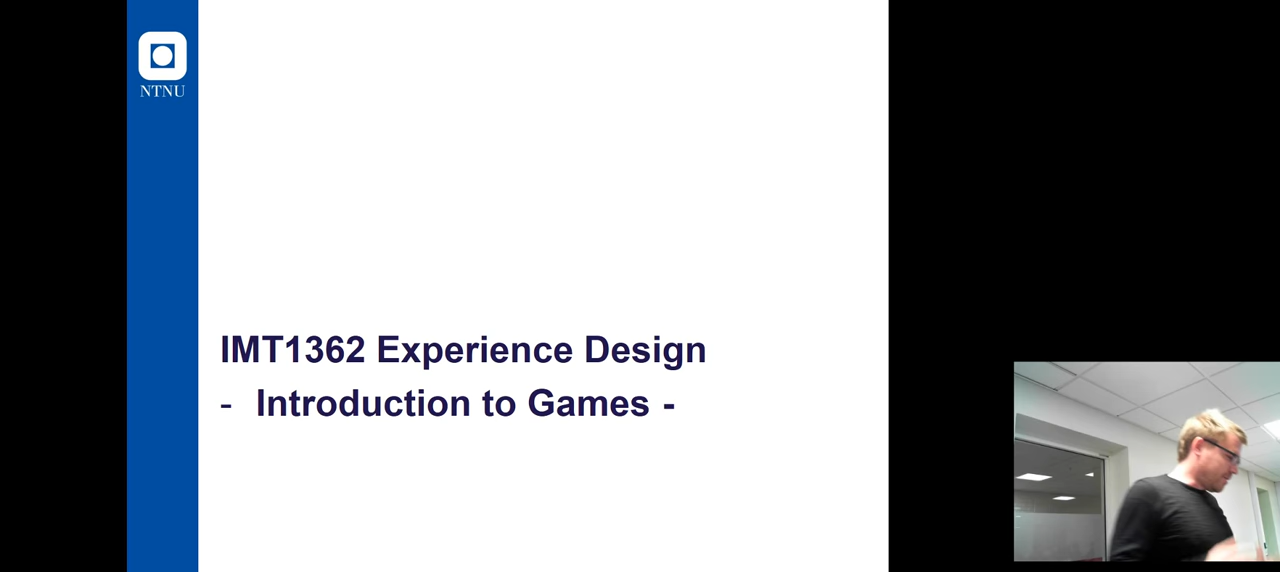 NTNU
IMT1362 Experience Design
- Introduction to Games -